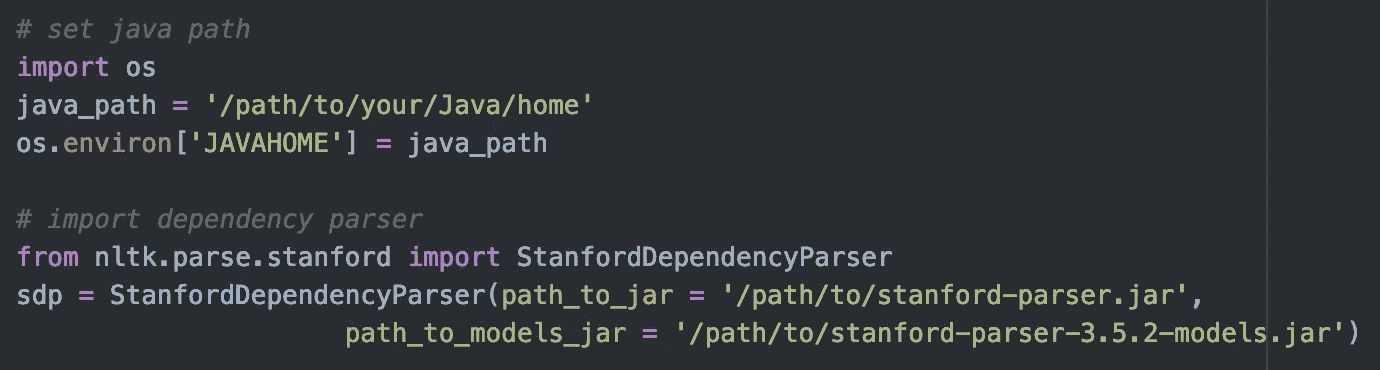 # set java path
import os
java_path = '/path/to/your/Java/home'
os.environ['JAVAHOME'] = java_path
# import dependency parser
from nltk.parse.stanford import StanfordDependencyParser
sdp = StanfordDependencyParser(path_to_jar = '/path/to/stanford-parser.jar',
path_to_models_jar = '/path/to/stanford-parser-3.5.2-models.jar')